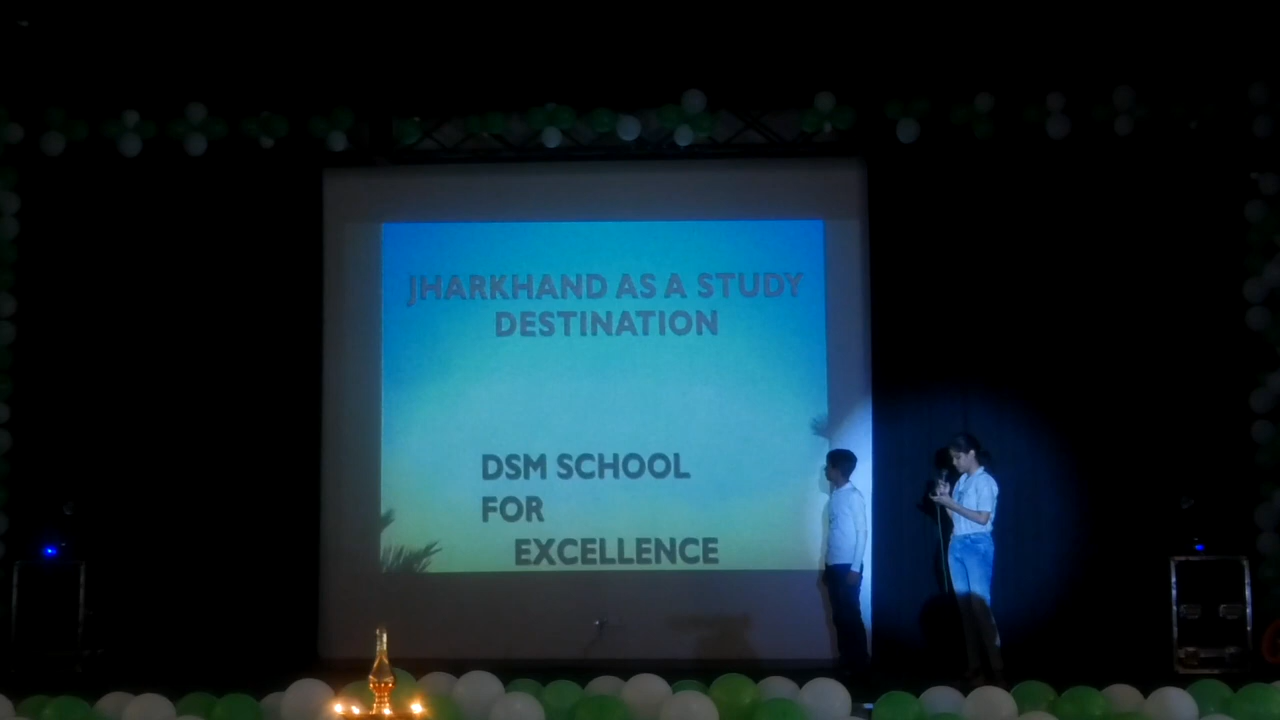 JHARKHAND AS A STUDY
DESTINATION
DSM SCHOOL
FOR
EXCELLENCE